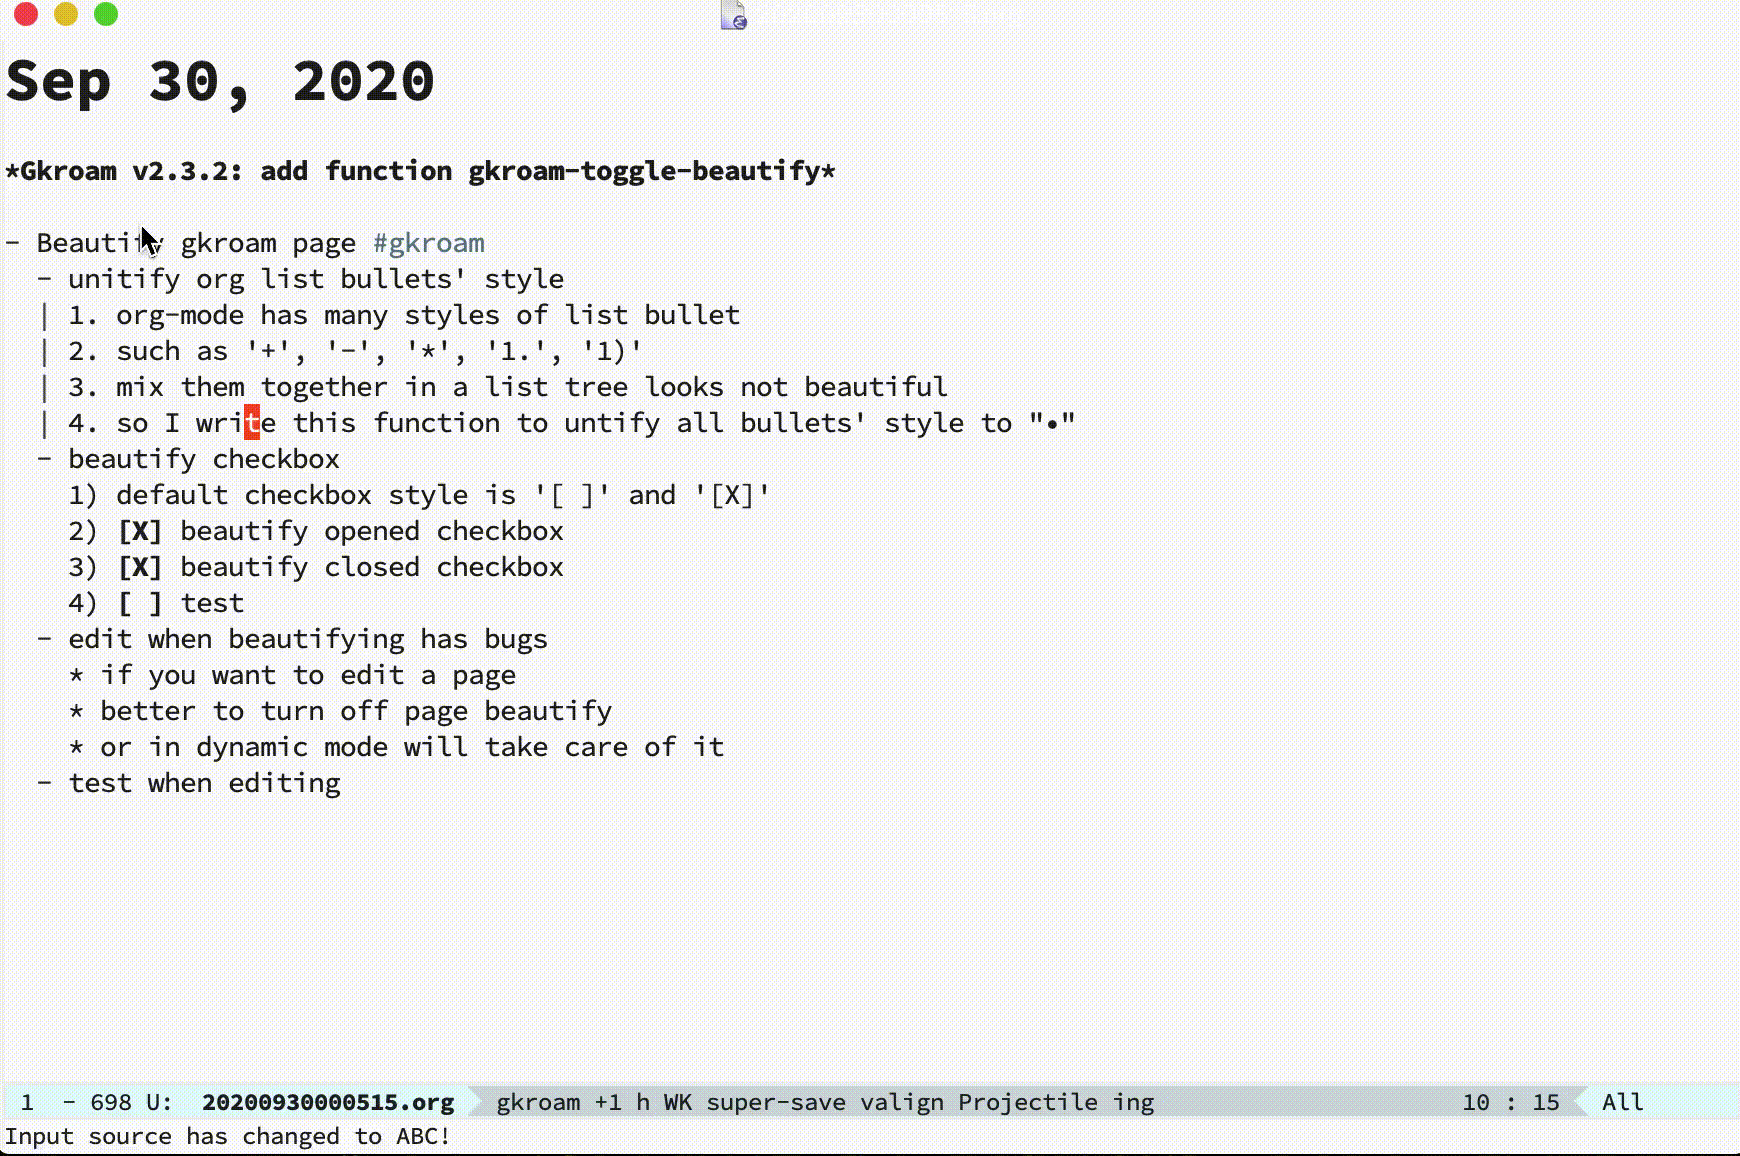 Sep 30, 2020
*Gkroam v2.3.2: add function gkroam-toggle-beautify*
- Beautify gkroam page #gkroam
- unitify org list bullets' style
| 1. org-mode has many styles of list bullet
| 2. such as '+', '-', '*', '1.', '1)'
| 3. mix them together in a list tree looks not beautiful
| 4. so I write this function to untify all bullets' style to "•"
- beautify checkbox
1) default checkbox style is '[ ]' and '[X]'
2) [X] beautify opened checkbox
3) [X] beautify closed checkbox
4) [ ] test
- edit when beautifying has bugs
* if you want to edit a page
* better to turn off page beautify
* or in dynamic mode will take care of it
- test when editing
1 - 698 U: 20200930000515.org gkroam +1 h WK super-save valign Projectile ing 10 : 15 All
Input source has changed to ABC!